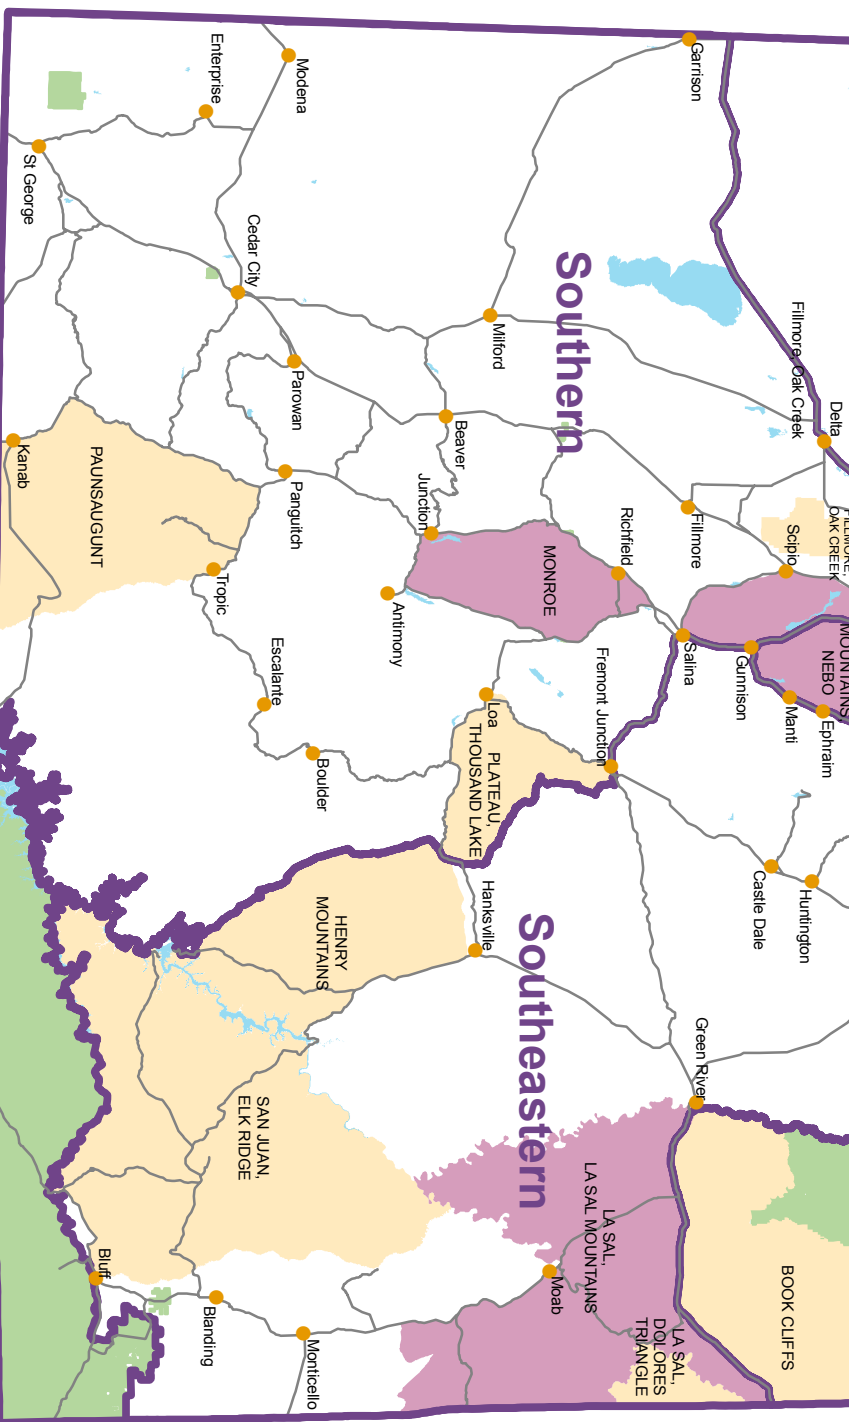 Garrison
Modena
Enterprise
St George
Cedar City
Southern
Milford
Fillmore, Oak Creek
Delta
Parowan
Beaver
Kanab
PAUNSAUGUNT
Panguitch
Junction
Fillmore
FILLMORE,
OAK CREEK
Scipio
Richfield
MONROE
Tropic
Antimony
Salina
Gunnison
MOUNTAINS
NEBO
Manti
Ephraim
Escalante
Loa
Fremont Junction
Boulder
PLATEAU,
THOUSAND LAKE
Castle Dale
Huntington
Hanksville
HENRY
MOUNTAINS
Southeastern
Green River
SAN JUAN,
ELK RIDGE
LA SAL,
LA SAL MOUNTAINS
BOOK CLIFFS
Moab
LA SAL,
DOLORES
TRIANGLE
Bluff
Blanding
Monticello